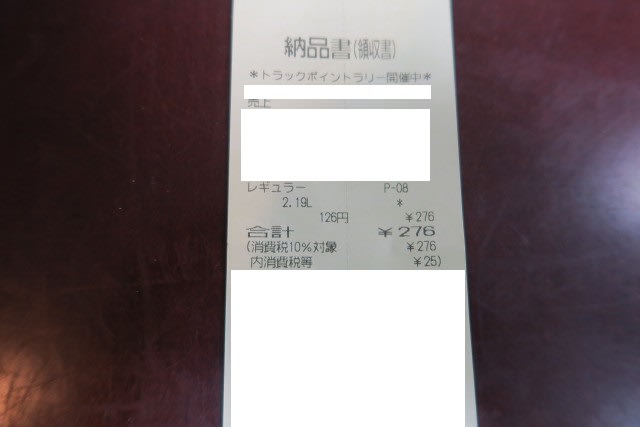 納品書(領収書)
*トラックポイントラリー開催中*
売上
レギュラー P-08
2.19L *
126円 ¥276
合計 ¥276
(消費税10%対象 ¥276
内消費税等 ¥25)